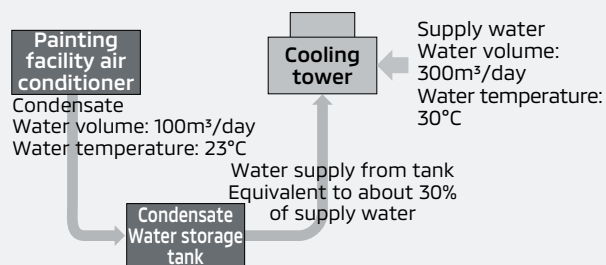 Painting
facility air
conditioner
Condensate
Water volume: 100m³/day
Water temperature: 23°C
Cooling
tower
Supply water
Water volume:
300m³/day
Water temperature:
30°C
Water supply from tank
Equivalent to about 30%
of supply water
Condensate
Water storage
tank